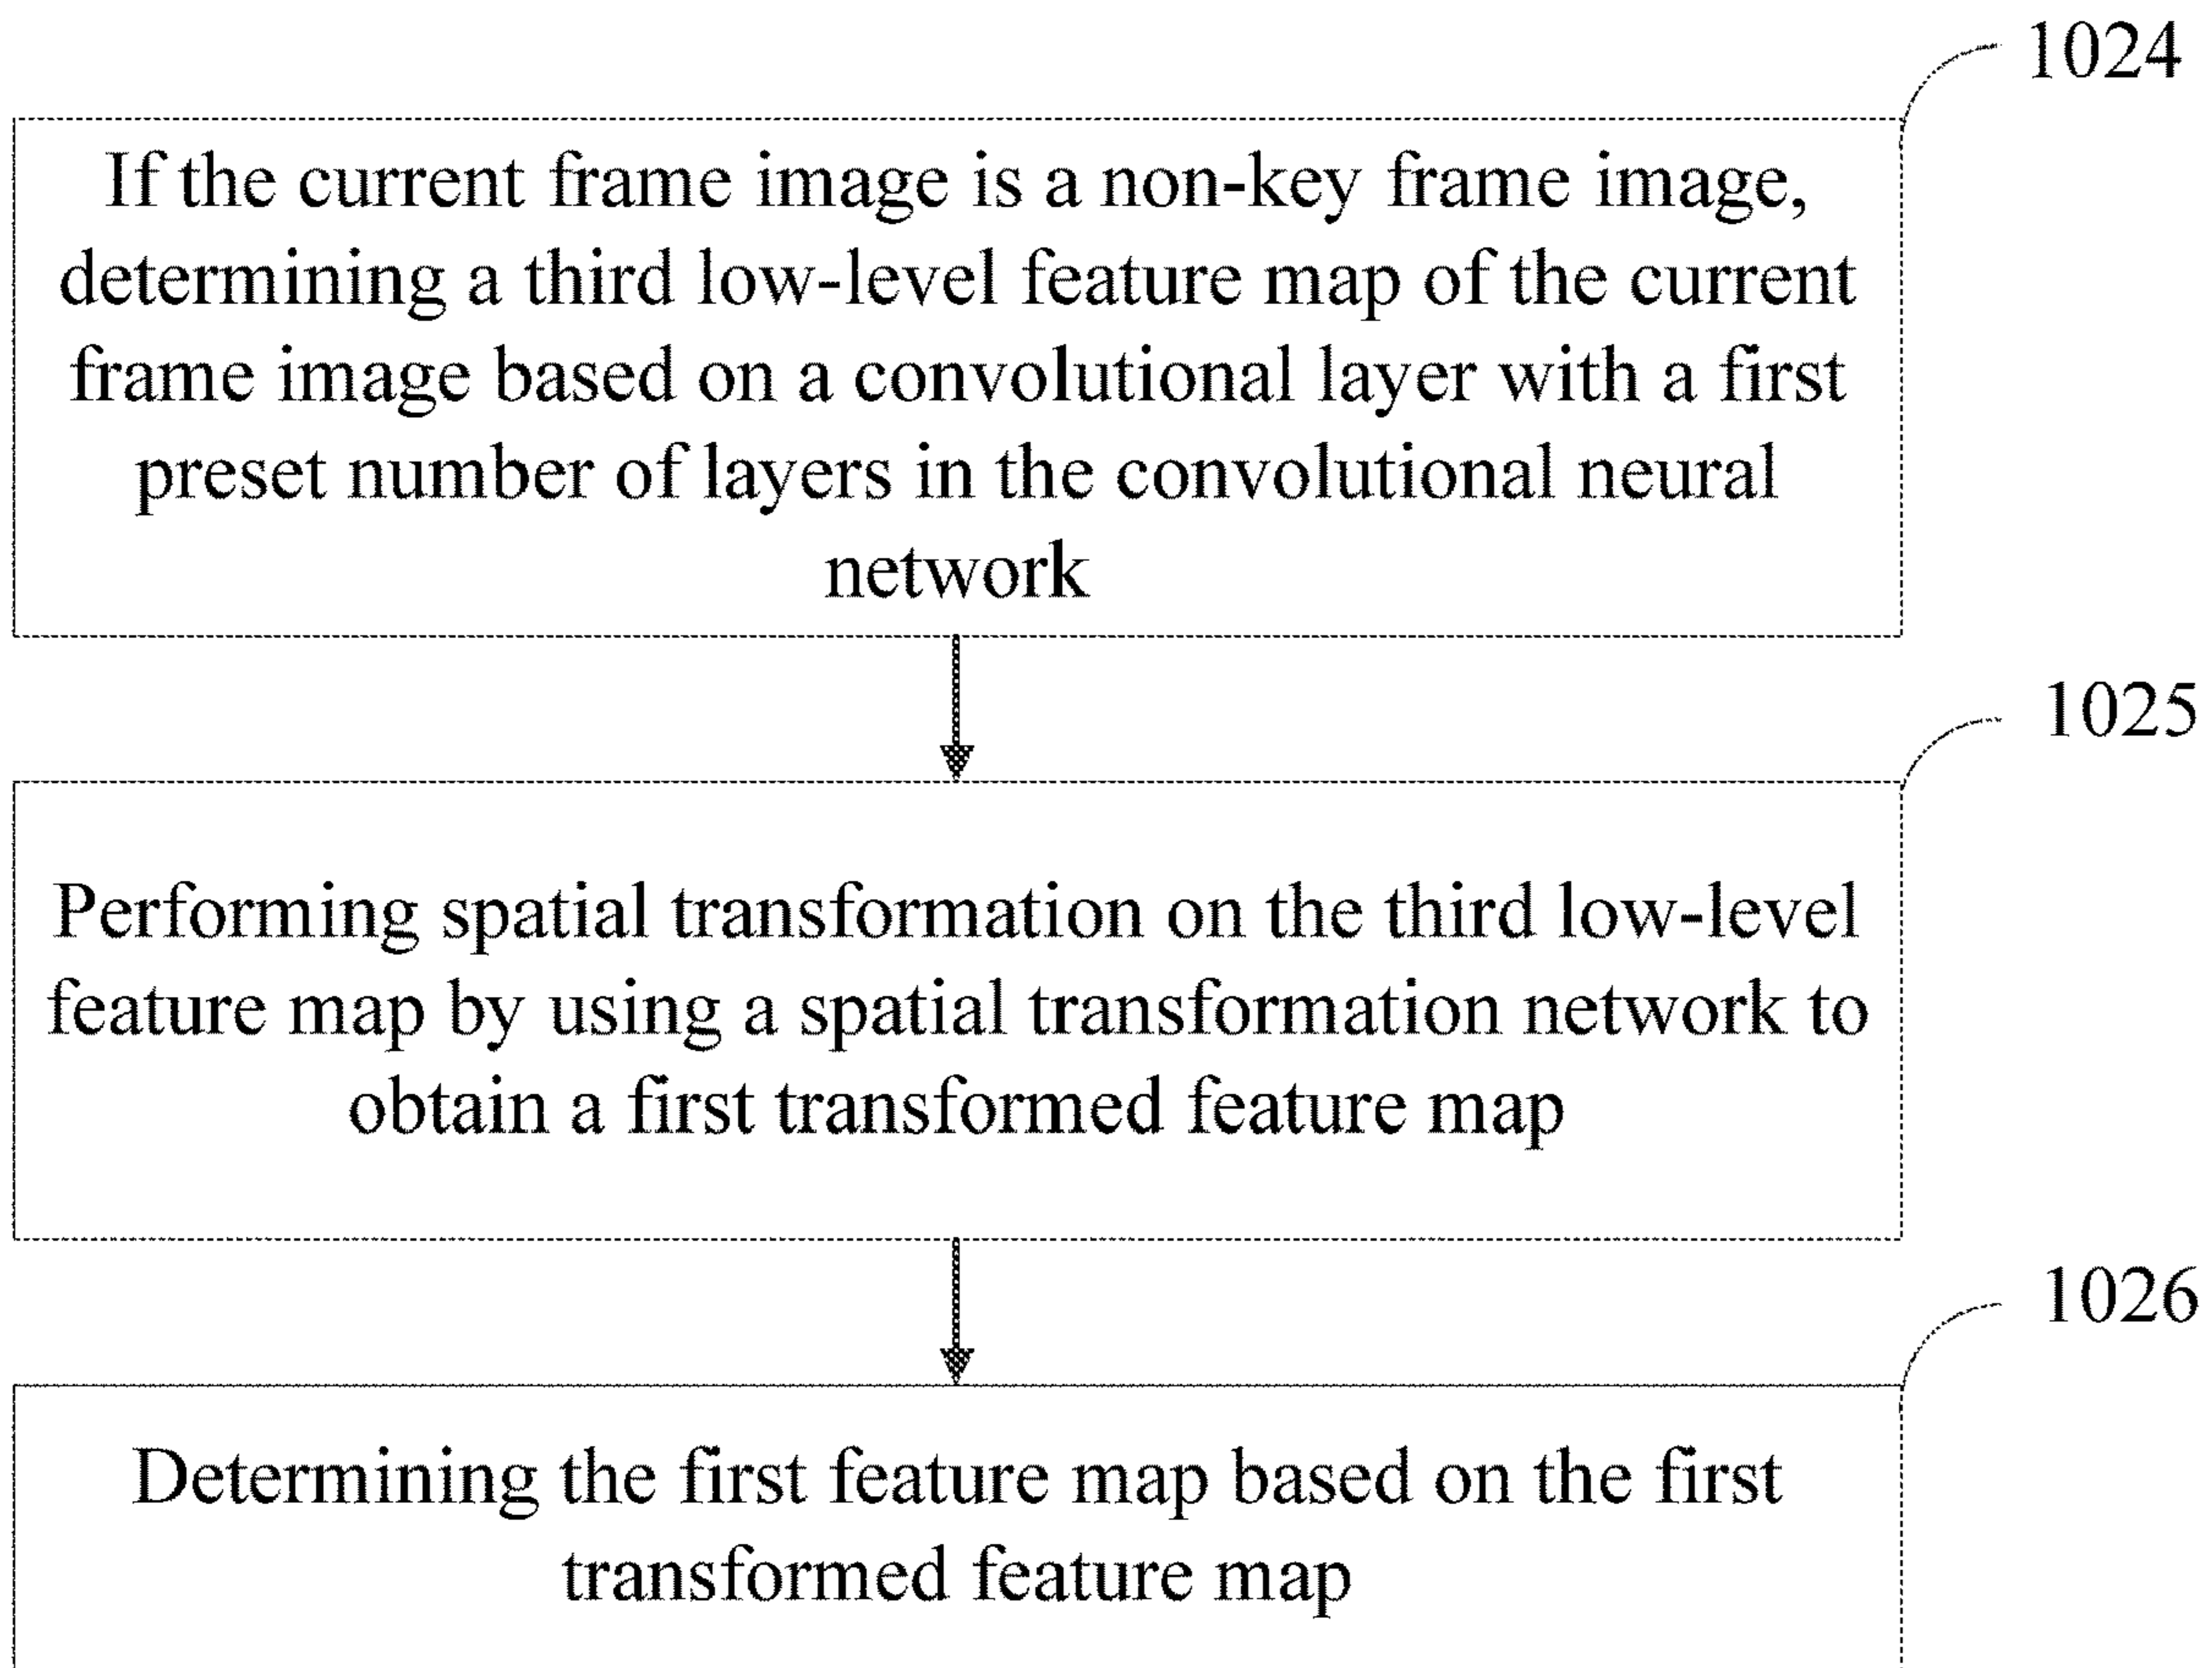 1024
If the current frame image is a non-key frame image,
determining a third low-level feature map of the current
frame image based on a convolutional layer with a first
preset number of layers in the convolutional neural
network
1025
Performing spatial transformation on the third low-level
feature map by using a spatial transformation network to
obtain a first transformed feature map
1026
Determining the first feature map based on the first
transformed feature map